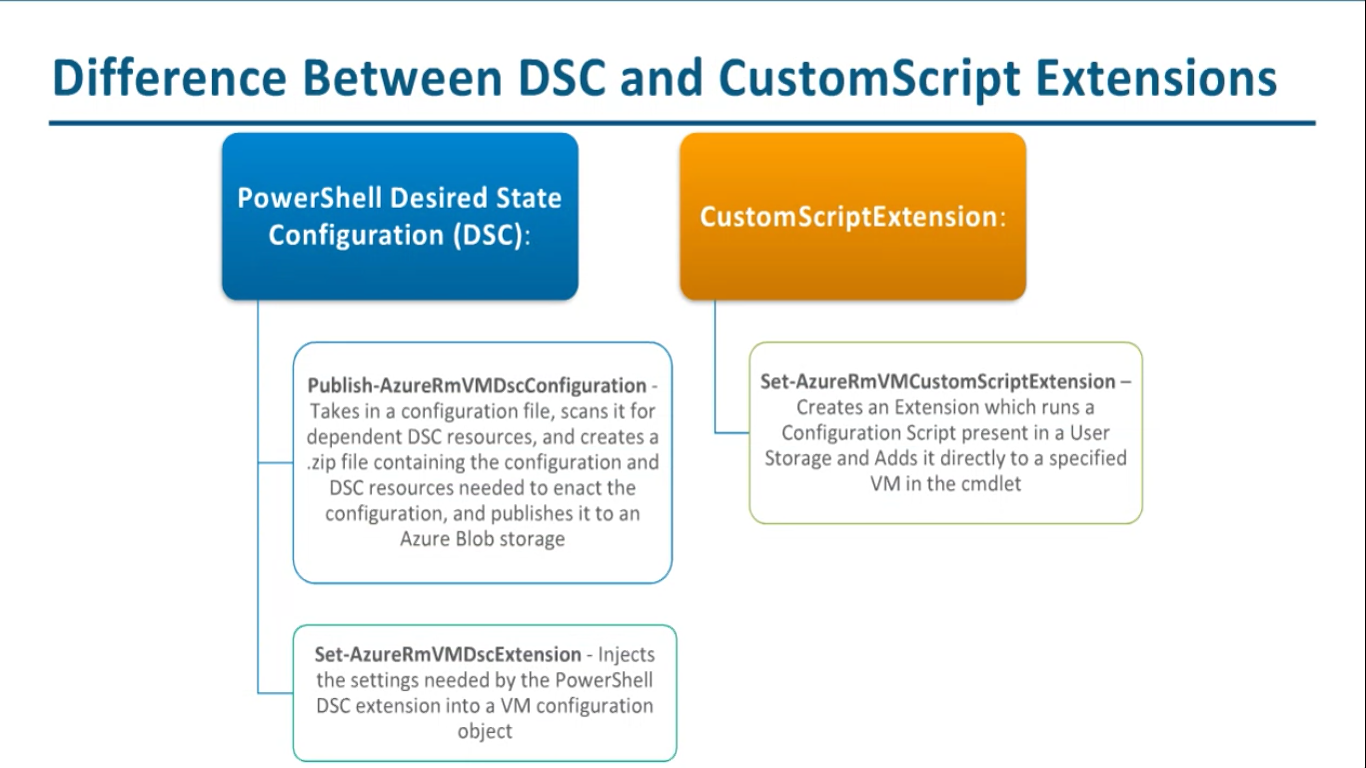 Difference Between DSC and CustomScript Extensions
PowerShell Desired State
Configuration (DSC):
Publish-AzureRmVMDscConfiguration -
Takes in a configuration file, scans it for
dependent DSC resources, and creates a
.zip file containing the configuration and
DSC resources needed to enact the
configuration, and publishes it to an
Azure Blob storage
Set-AzureRmVMDscExtension - Injects
the settings needed by the PowerShell
DSC extension into a VM configuration
object
CustomScriptExtension:
Set-AzureRmVMCustomScriptExtension –
Creates an Extension which runs a
Configuration Script present in a User
Storage and Adds it directly to a specified
VM in the cmdlet